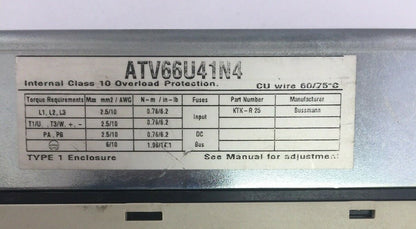 ATV66U41N4
Internal Class 10 Overload Protection. CU wire 60/75°C
Torque Requirements Max mm2 / AWG N-m / in-lb Fuses Part Number Manufacturer
L1, L2, L3 2.5/10 0.76/6.2 Input KTK-R 25 Bussmann
T1/U. .T3/W. +. - 2.5/10 0.76/6.2
PA, PB 2.5/10 0.76/6.2 DC
6/10 Bus
TYPE 1 Enclosure See Manual for adjustment